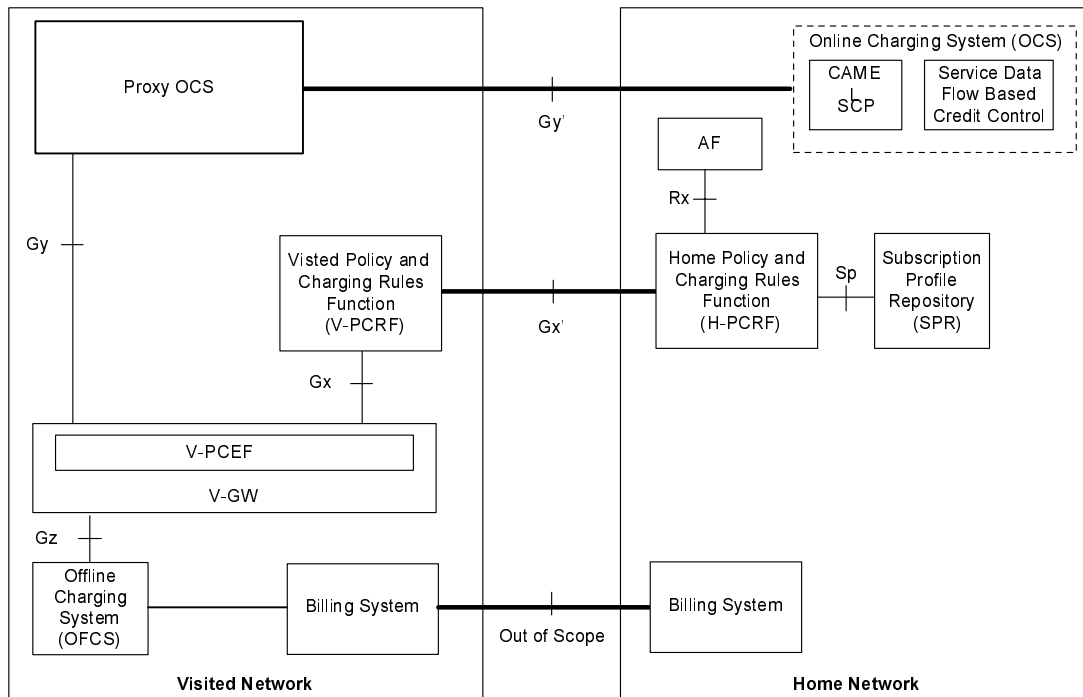 Proxy OCS
Online Charging System (OCS)
CAME
L
SCP
Service Data
Flow Based
Credit Control
Gy'
AF
Rx
Gy
Visted Policy and
Charging Rules
Function
(V-PCRF)
Gx'
Home Policy and
Charging Rules
Function
(H-PCRF)
Sp
Subscription
Profile
Repository
(SPR)
Gx
V-PCEF
V-GW
Gz
Offline
Charging
System
(OFCS)
Billing System
Out of Scope
Billing System
Visited Network
Home Network